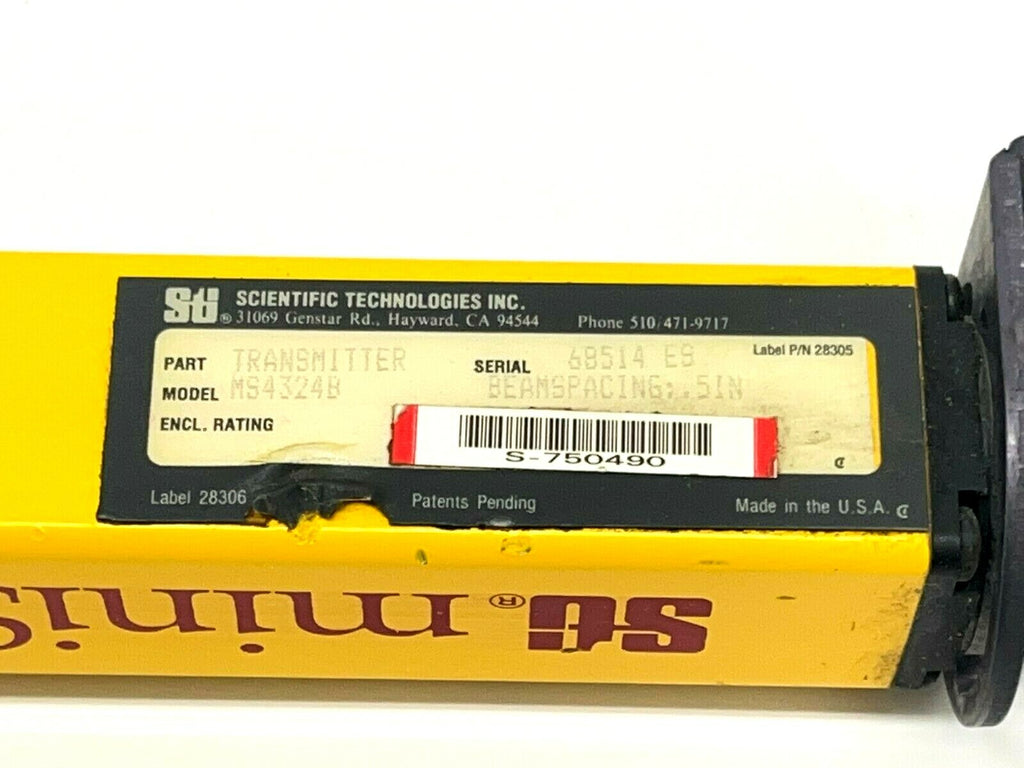 Sti ® SCIENTIFIC TECHNOLOGIES INC.
31069 Genstar Rd., Hayward, CA 94544 Phone 510/471-9717
Label P/N 28305
PART TRANSMITTER SERIAL 68514 E8
MODEL MS4324B BEAMSPACING;.5IN
ENCL. RATING
S-750490
Label 28306 Patents Pending Made in the U.S.A.
Sti® minis